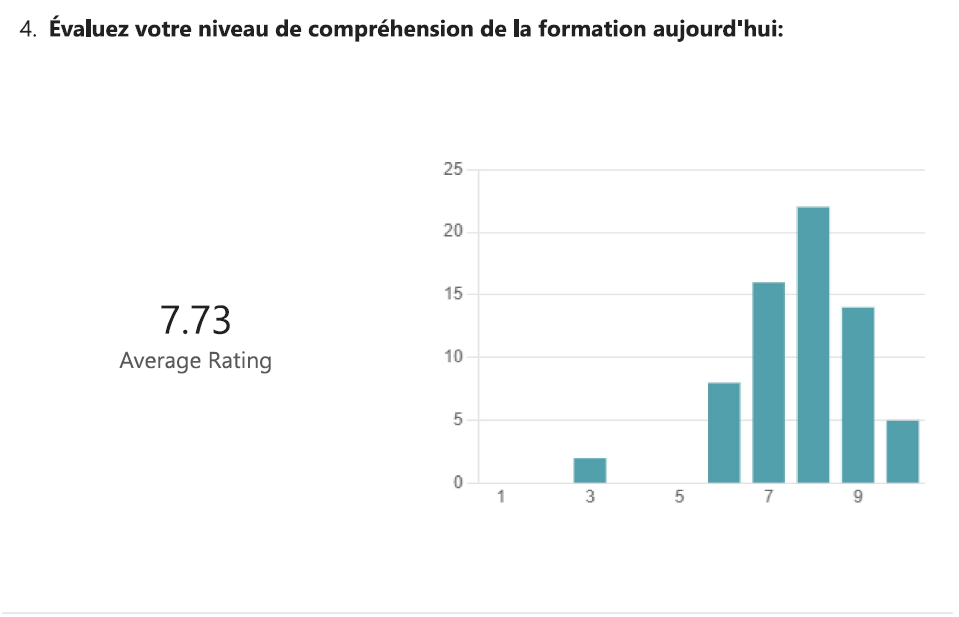 4. Évaluez votre niveau de compréhension de la formation aujourd'hui:
25
20
15
7.73
10
Average Rating
5
0
1 3 5 7 9